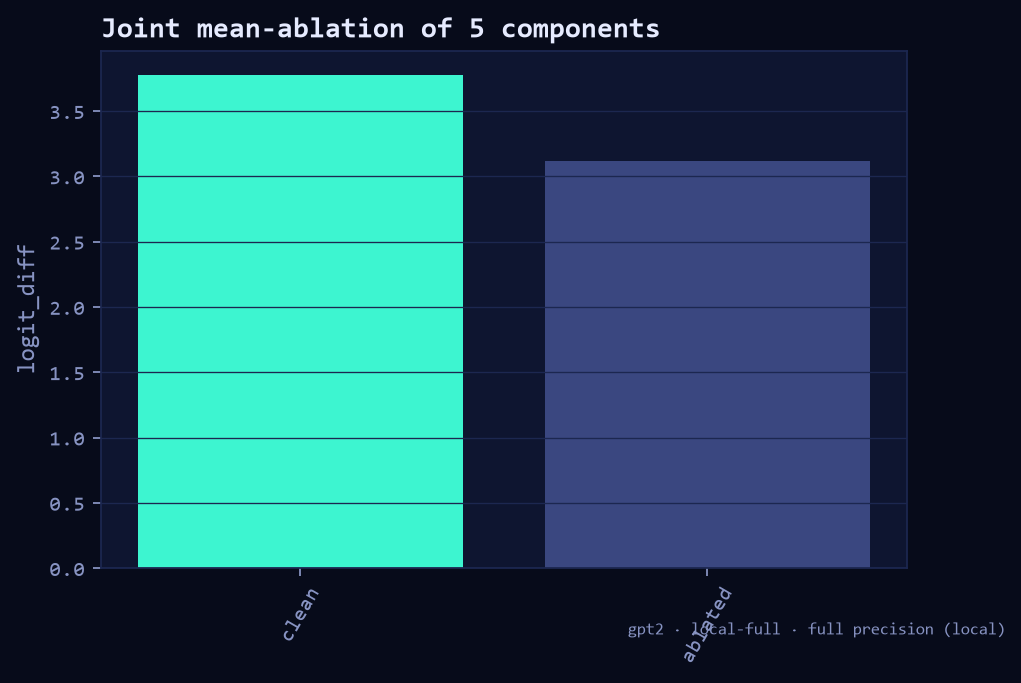 Joint mean-ablation of 5 components
logit_diff
3.5
3.0
2.5
2.0
1.5
1.0
0.5
0.0
clean
ablated
gpt2 · local-full · full precision (local)